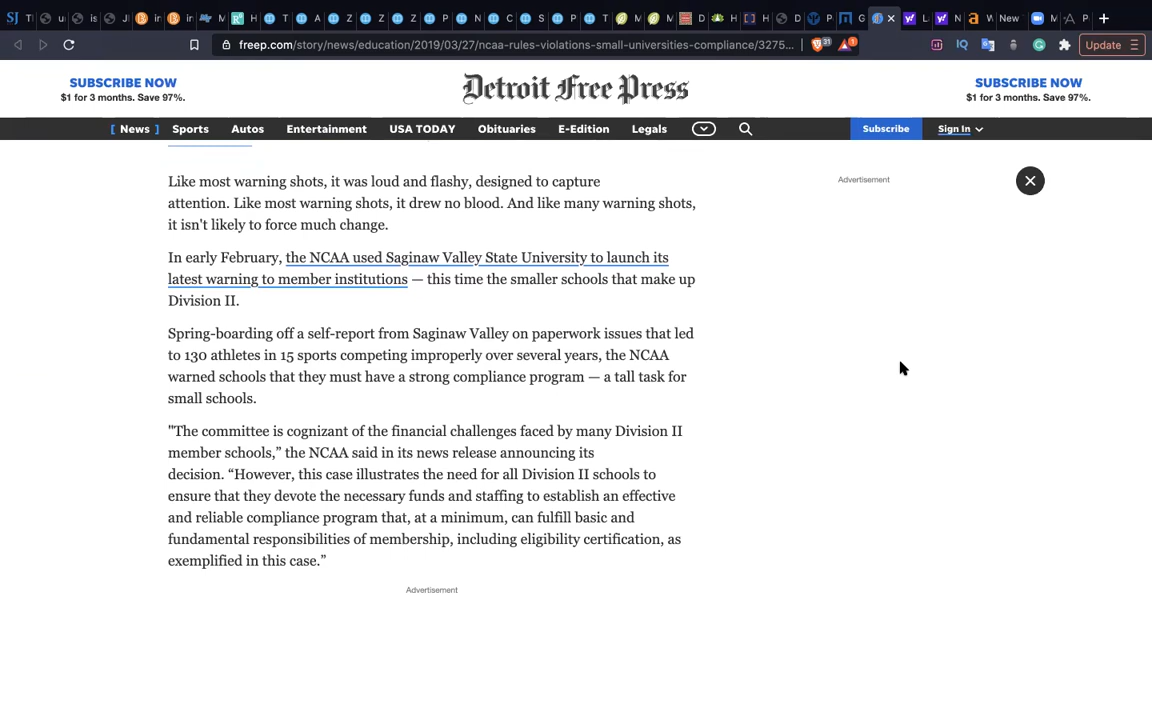 SJ
freep.com/story/news/education/2019/03/27/ncaa-rules-violations-small-universities-compliance/3275...
31
1
IQ
Update
New
SUBSCRIBE NOW
$1 for 3 months. Save 97%.
Detroit Free Press
SUBSCRIBE NOW
$1 for 3 months. Save 97%.
[ News ] Sports Autos Entertainment USA TODAY Obituaries E-Edition Legals Subscribe Sign In
Like most warning shots, it was loud and flashy, designed to capture
attention. Like most warning shots, it drew no blood. And like many warning shots,
it isn't likely to force much change.
In early February, the NCAA used Saginaw Valley State University to launch its
latest warning to member institutions — this time the smaller schools that make up
Division II.
Spring-boarding off a self-report from Saginaw Valley on paperwork issues that led
to 130 athletes in 15 sports competing improperly over several years, the NCAA
warned schools that they must have a strong compliance program — a tall task for
small schools.
"The committee is cognizant of the financial challenges faced by many Division II
member schools,” the NCAA said in its news release announcing its
decision. “However, this case illustrates the need for all Division II schools to
ensure that they devote the necessary funds and staffing to establish an effective
and reliable compliance program that, at a minimum, can fulfill basic and
fundamental responsibilities of membership, including eligibility certification, as
exemplified in this case.”
Advertisement
Advertisement